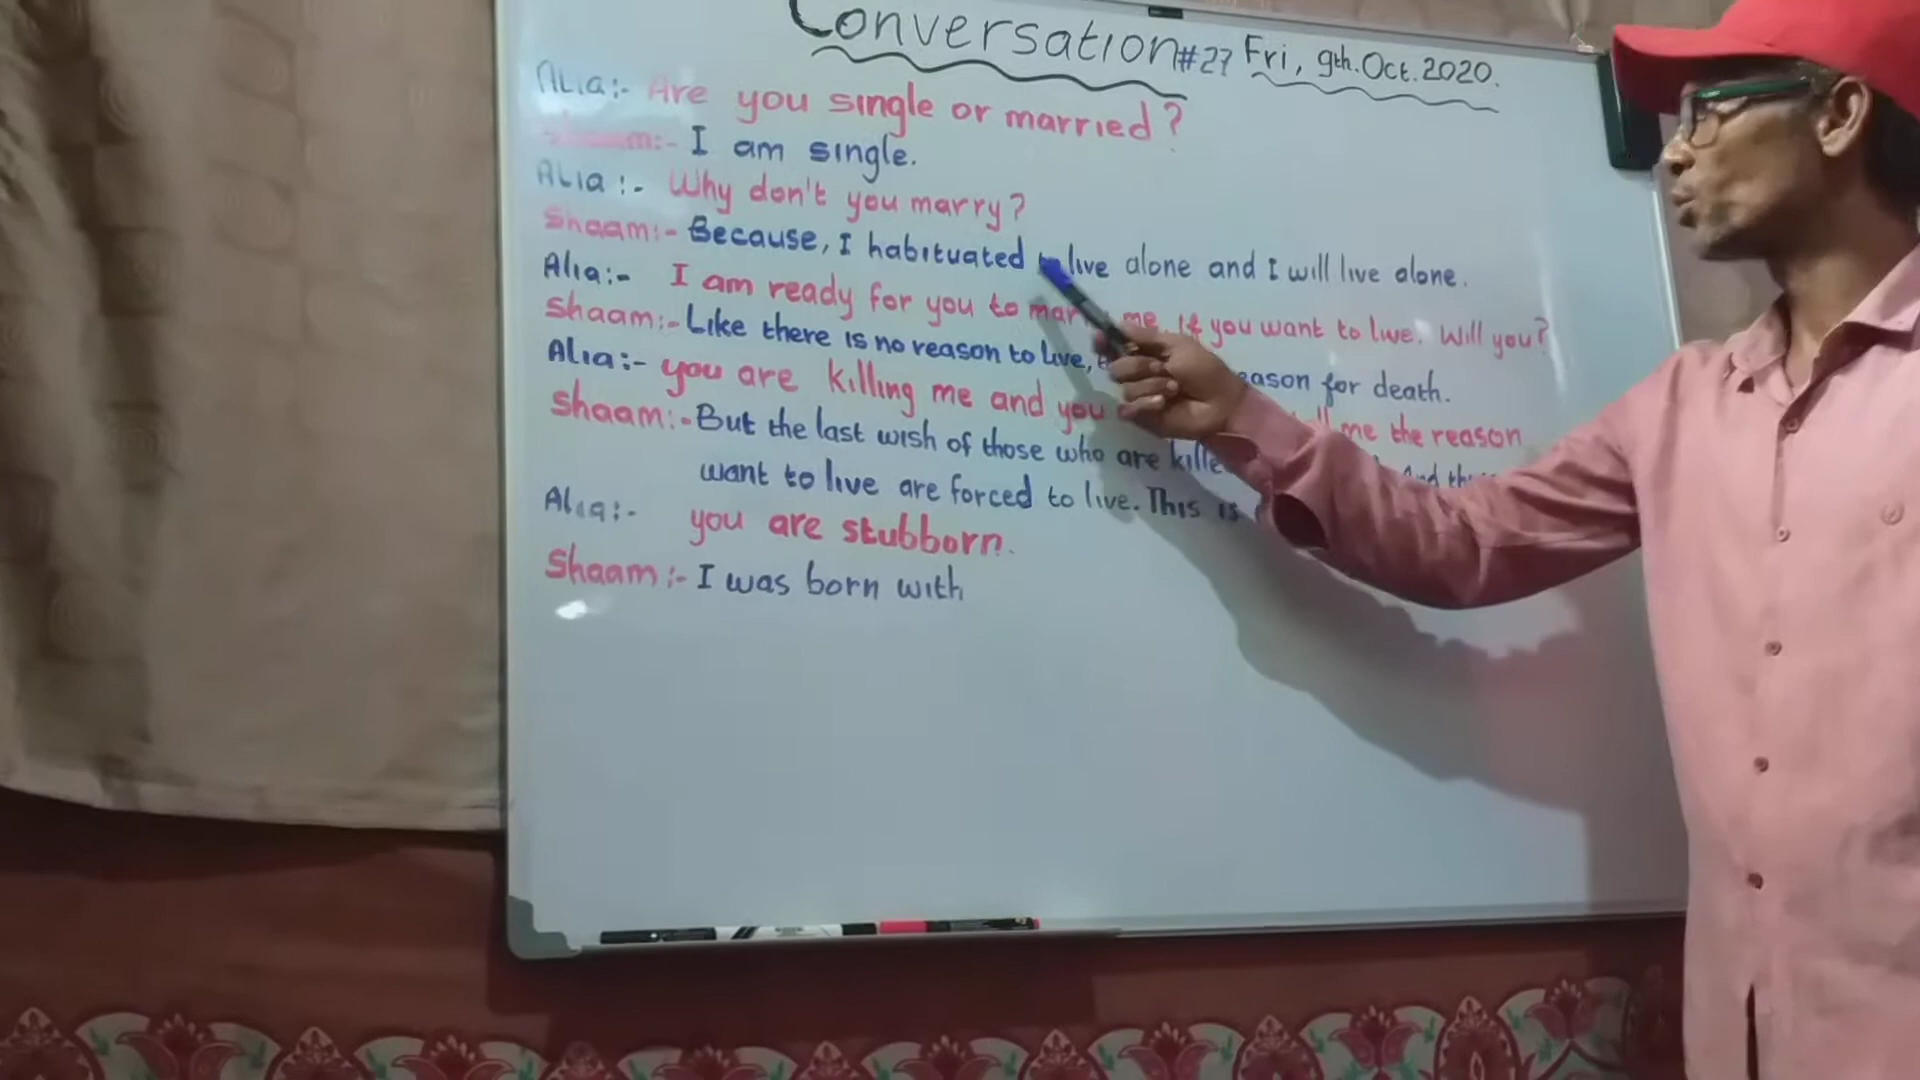 Conversation #27 Fri, 9th. Oct. 2020.
Alia:- Are you single or married?
Shaam:- I am single.
Alia:- Why don't you marry?
Shaam:- Because, I habituated to live alone and I will live alone.
Alia:- I am ready for you to marry me. If you want to live. Will you?
Shaam:- Like there is no reason to live, reason for death.
Alia:- you are killing me and you me the reason
Shaam:- But the last wish of those who are killed And
want to live are forced to live. This is
Alia:- you are stubborn.
Shaam:- I was born with